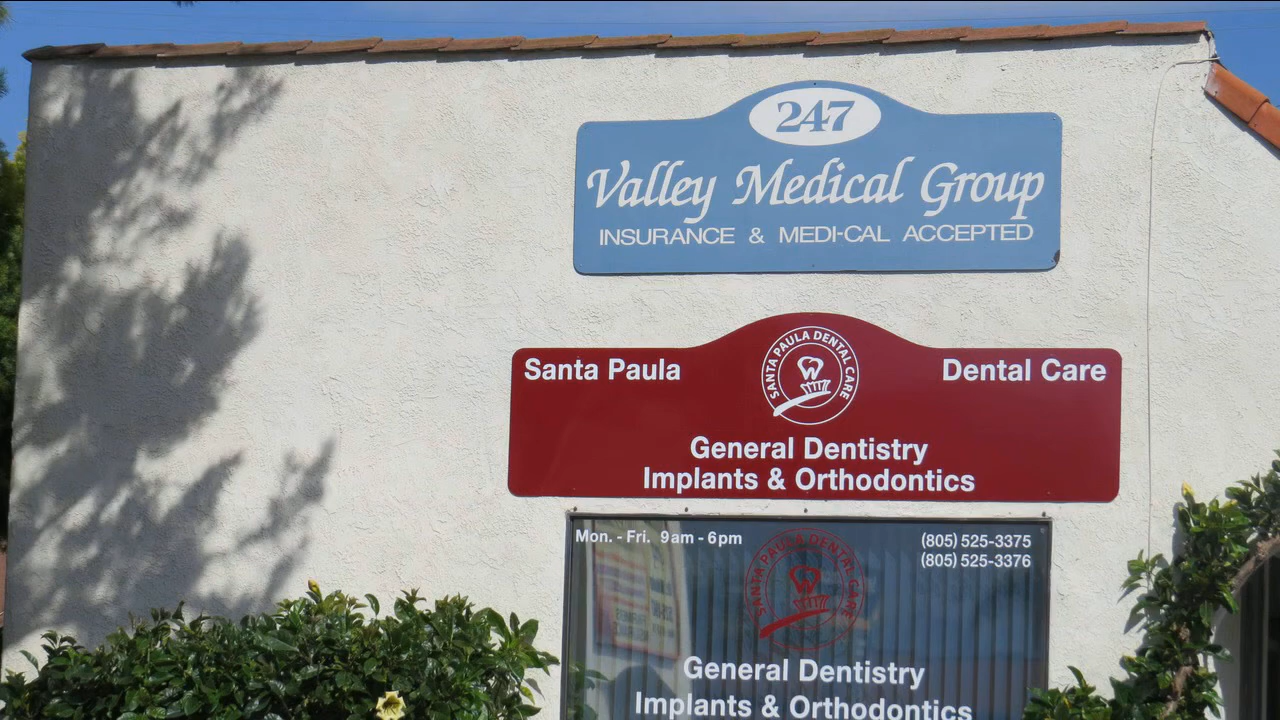 247
Valley Medical Group
INSURANCE & MEDI-CAL ACCEPTED
Santa Paula
SANTA PAULA DENTAL CARE
Dental Care
General Dentistry
Implants & Orthodontics
Mon. - Fri. 9am - 6pm
(805) 525-3375
(805) 525-3376
SANTA PAULA DENTAL CARE
General Dentistry
Implants & Orthodontics